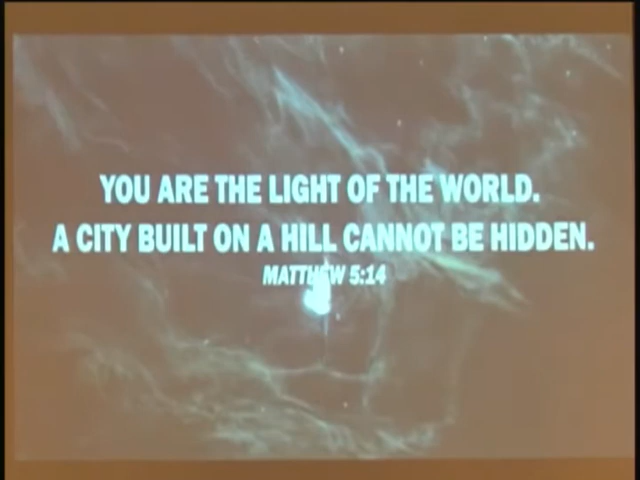 YOU ARE THE LIGHT OF THE WORLD.
A CITY BUILT ON A HILL CANNOT BE HIDDEN.
MATTHEW 5:14